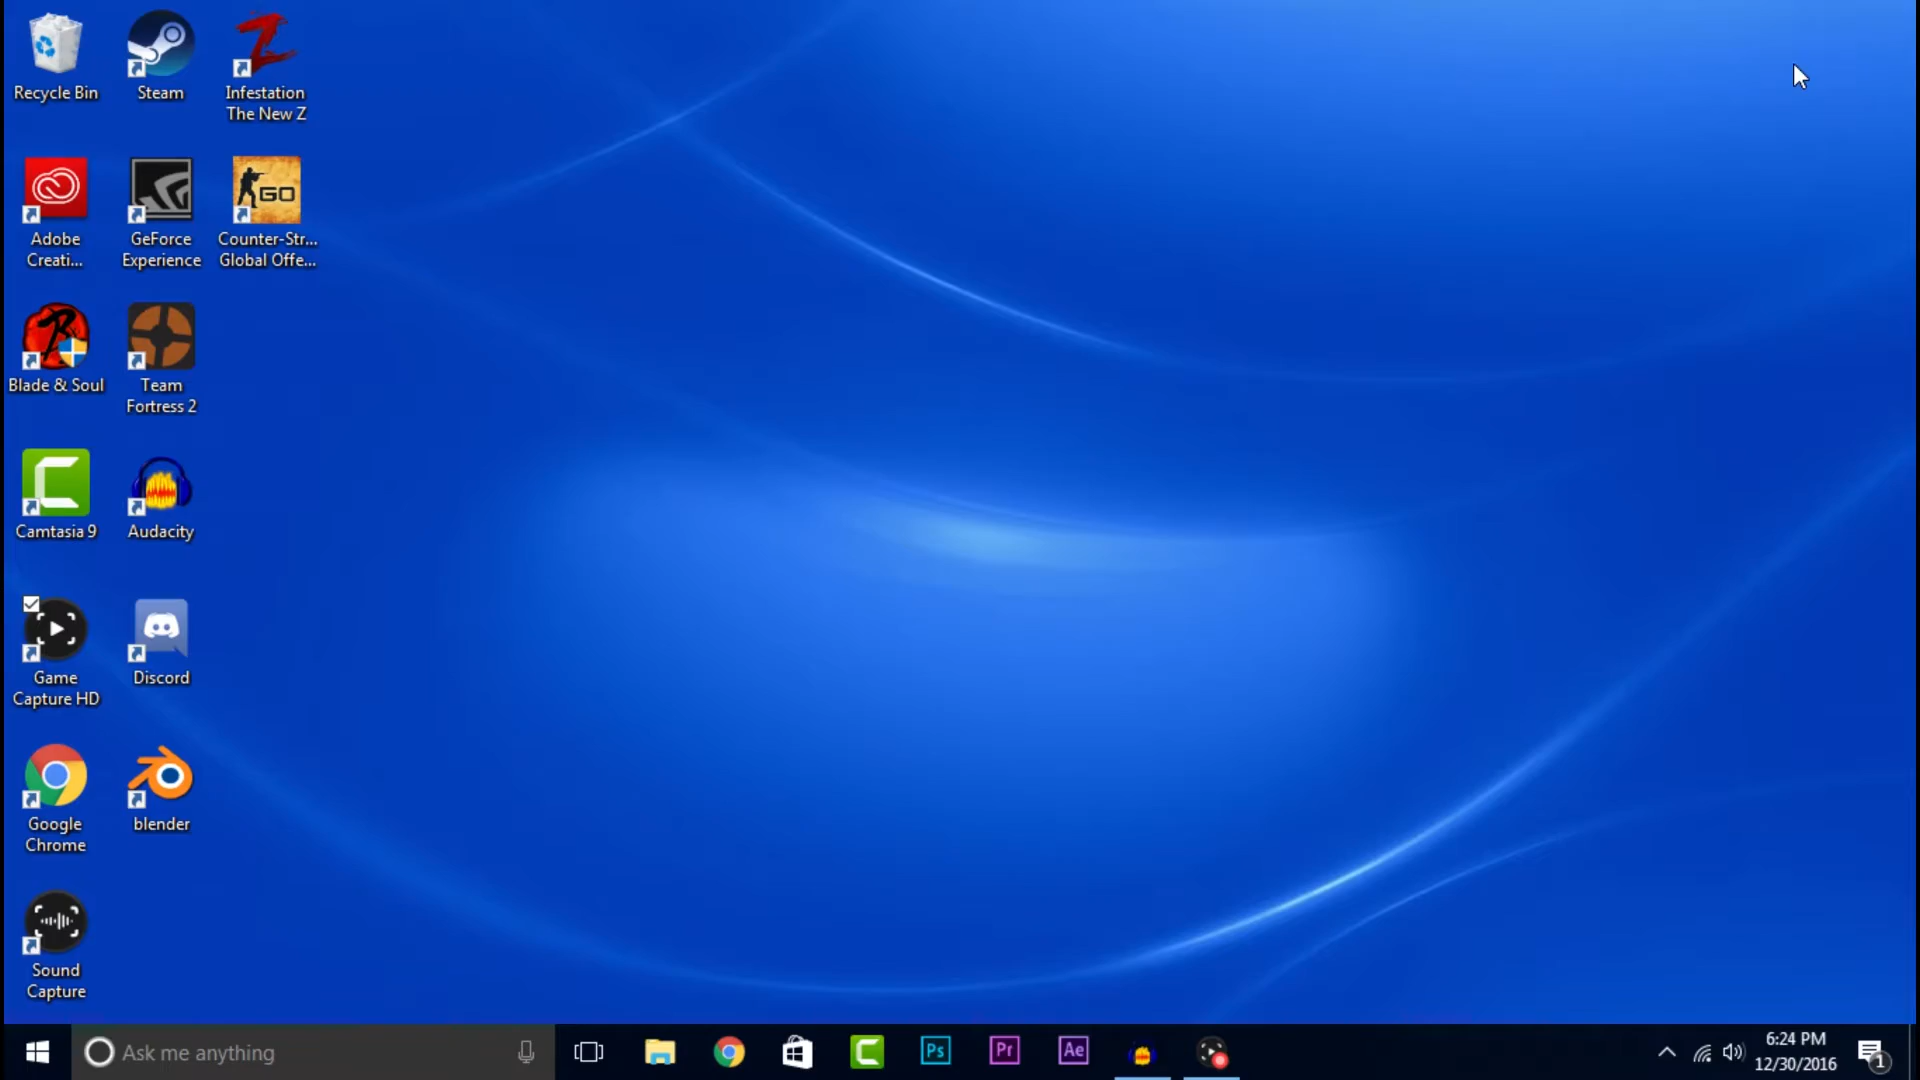 Recycle Bin
Steam
Infestation
The New Z
Adobe
Creati...
GeForce
Experience
GO
Counter-Str...
Global Offe...
Blade & Soul
Team
Fortress 2
Camtasia 9
Audacity
Game
Capture HD
Discord
Google
Chrome
blender
Sound
Capture
Ask me anything
Ps
Pr
Ae
6:24 PM
12/30/2016
1